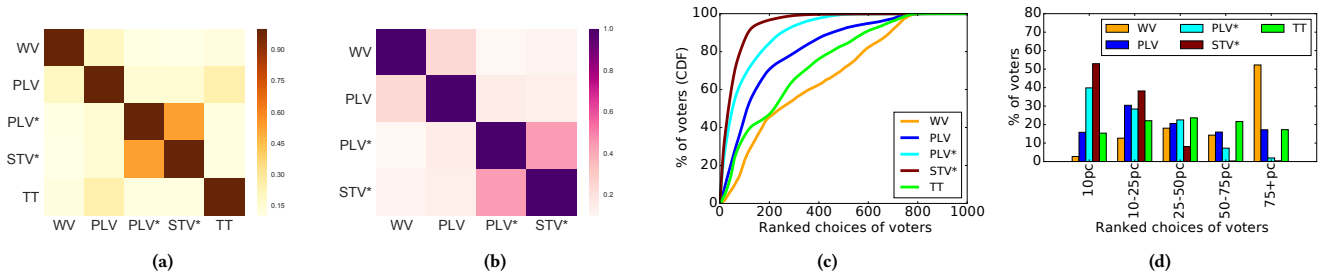 WV
PLV
PLV*
STV*
TT
WV PLV PLV* STV* TT
0.90
0.75
0.60
0.45
0.30
0.15
(a)
WV
PLV
PLV*
STV*
WV PLV PLV* STV*
1.0
0.8
0.6
0.4
0.2
(b)
% of voters (CDF)
100
80
60
40
20
0
0 200 400 600 800 1000
Ranked choices of voters
WV
PLV
PLV*
STV*
TT
(c)
% of voters
80
70
60
50
40
30
20
10
0
WV PLV* TT
PLV STV*
10pc
10-25pc
25-50pc
50-75pc
75+pc
Ranked choices of voters
(d)